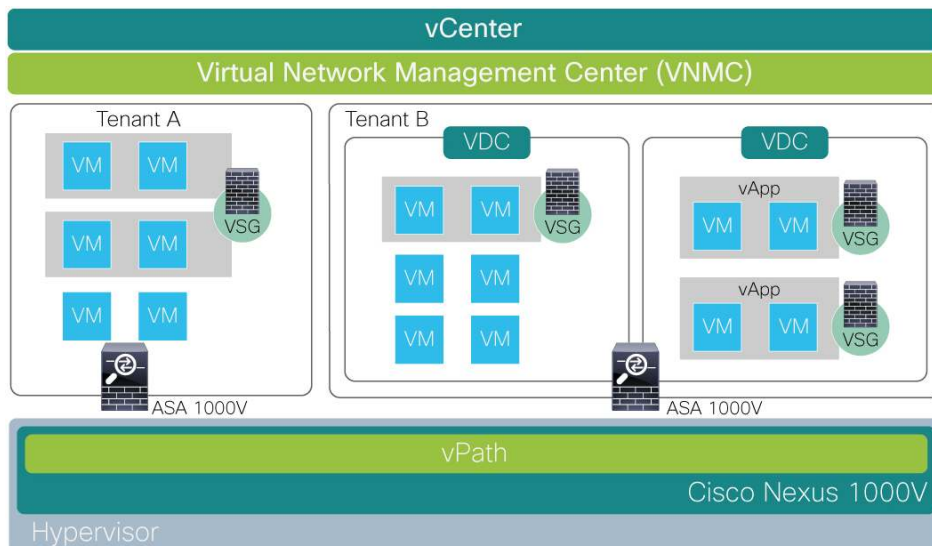 vCenter
Virtual Network Management Center (VNMC)
Tenant A
VM VM
VSG
VM VM
VM VM
ASA 1000V
Tenant B
VDC
VM VM
VSG
VM VM
VM VM
VDC
vApp
VM VM
VSG
vApp
VM VM
VSG
ASA 1000V
vPath
Cisco Nexus 1000V
Hypervisor